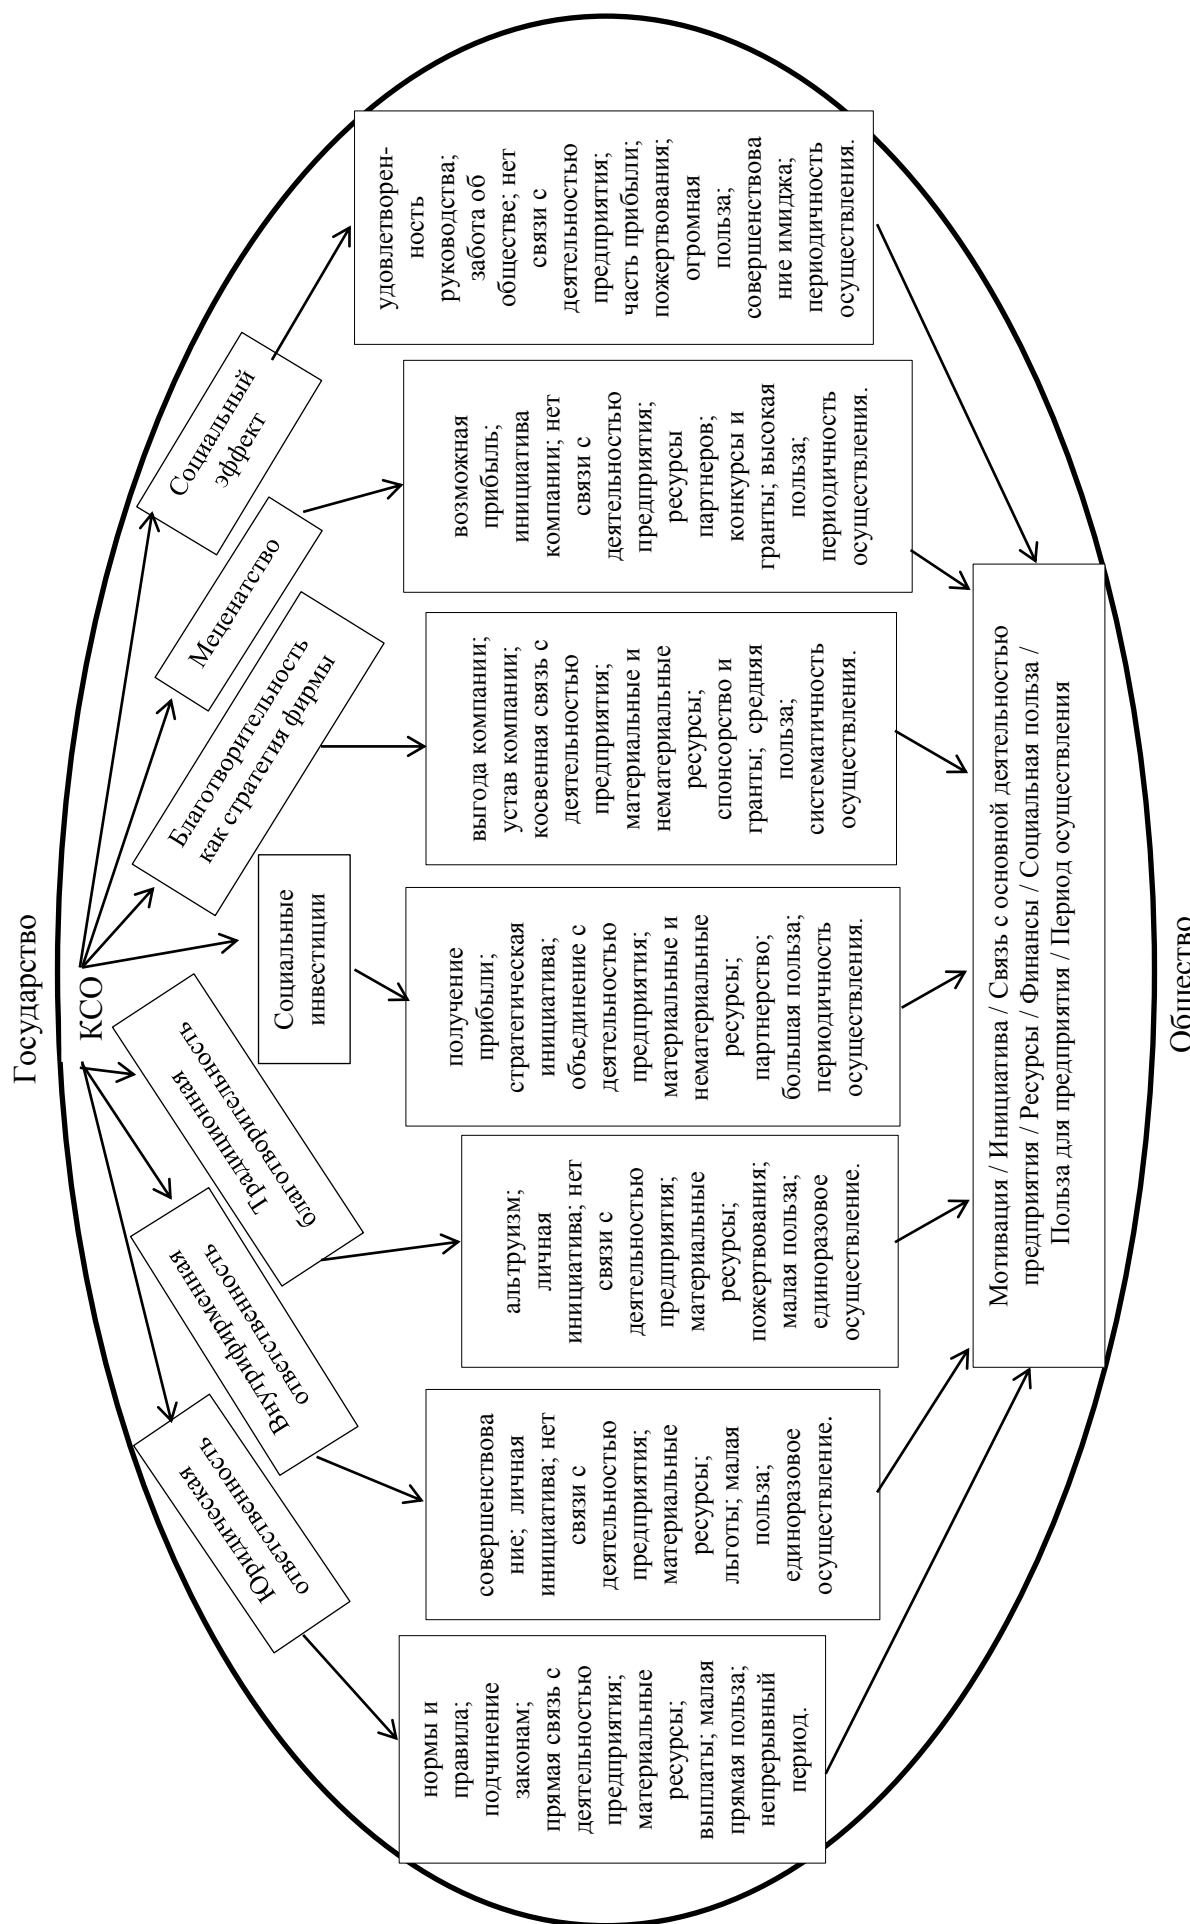 Государство
КСО
Юридическая
ответственность
Внутрифирменная
ответственность
Традиционная
благотворительность
Социальные
инвестиции
Благотворительность
как стратегия фирмы
Меценатство
Социальный
эффект
нормы и
правила;
подчинение
законам;
прямая связь с
деятельностью
предприятия;
материальные
ресурсы;
выплаты; малая
прямая польза;
непрерывный
период.
совершенствова
ние; личная
инициатива; нет
связи с
деятельностью
предприятия;
материальные
ресурсы;
льготы; малая
польза;
единоразовое
осуществление.
альтруизм;
личная
инициатива; нет
связи с
деятельностью
предприятия;
материальные
ресурсы;
пожертвования;
малая польза;
единоразовое
осуществление.
получение
прибыли;
стратегическая
инициатива;
объединение с
деятельностью
предприятия;
материальные и
нематериальные
ресурсы;
партнерство;
большая польза;
периодичность
осуществления.
выгода компании;
устав компании;
косвенная связь с
деятельностью
предприятия;
материальные и
нематериальные
ресурсы;
спонсорство и
гранты; средняя
польза;
систематичность
осуществления.
возможная
прибыль;
инициатива
компании; нет
связи с
деятельностью
предприятия;
ресурсы
партнеров;
конкурсы и
гранты; высокая
польза;
периодичность
осуществления.
удовлетворен-
ность
руководства;
забота об
обществе; нет
связи с
деятельностью
предприятия;
часть прибыли;
пожертвования;
огромная
польза;
совершенствова
ние имиджа;
периодичность
осуществления.
Мотивация / Инициатива / Связь с основной деятельностью
предприятия / Ресурсы / Финансы / Социальная польза /
Польза для предприятия / Период осуществления
Общество